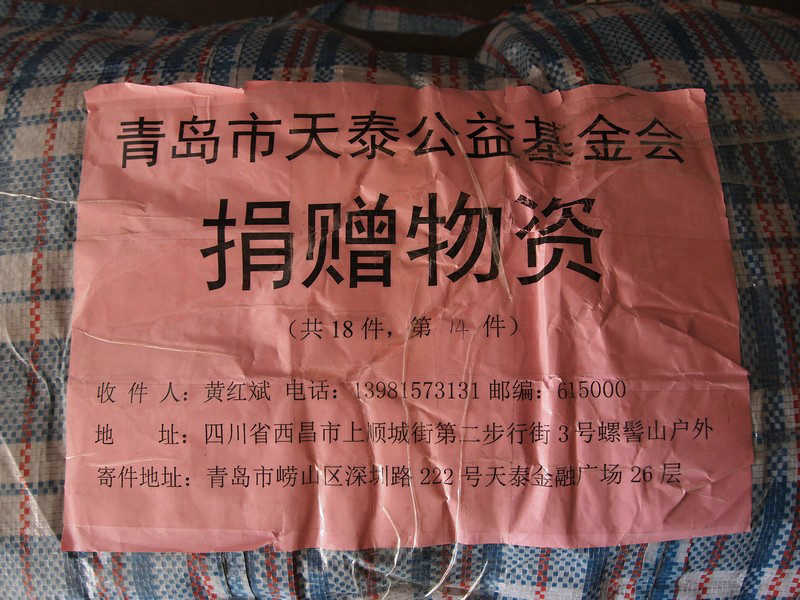 青岛市天泰公益基金会
捐赠物资
（共18件，第14件）
收件人：黄红斌 电话：13981573131 邮编：615000
地　　址：四川省西昌市上顺城街第二步行街3号螺髻山户外
寄件地址：青岛市崂山区深圳路222号天泰金融广场26层